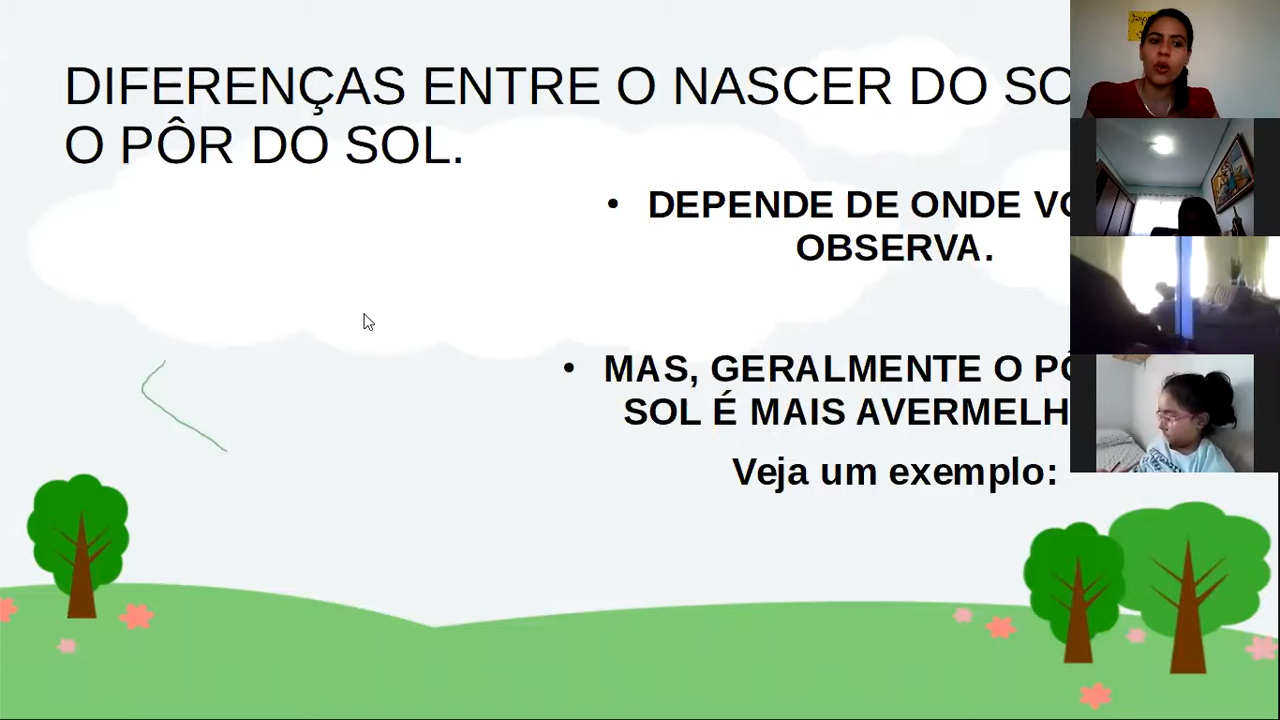 DIFERENÇAS ENTRE O NASCER DO SO
O PÔR DO SOL.
• DEPENDE DE ONDE VO
OBSERVA.
• MAS, GERALMENTE O PÔ
SOL É MAIS AVERMELH
Veja um exemplo: